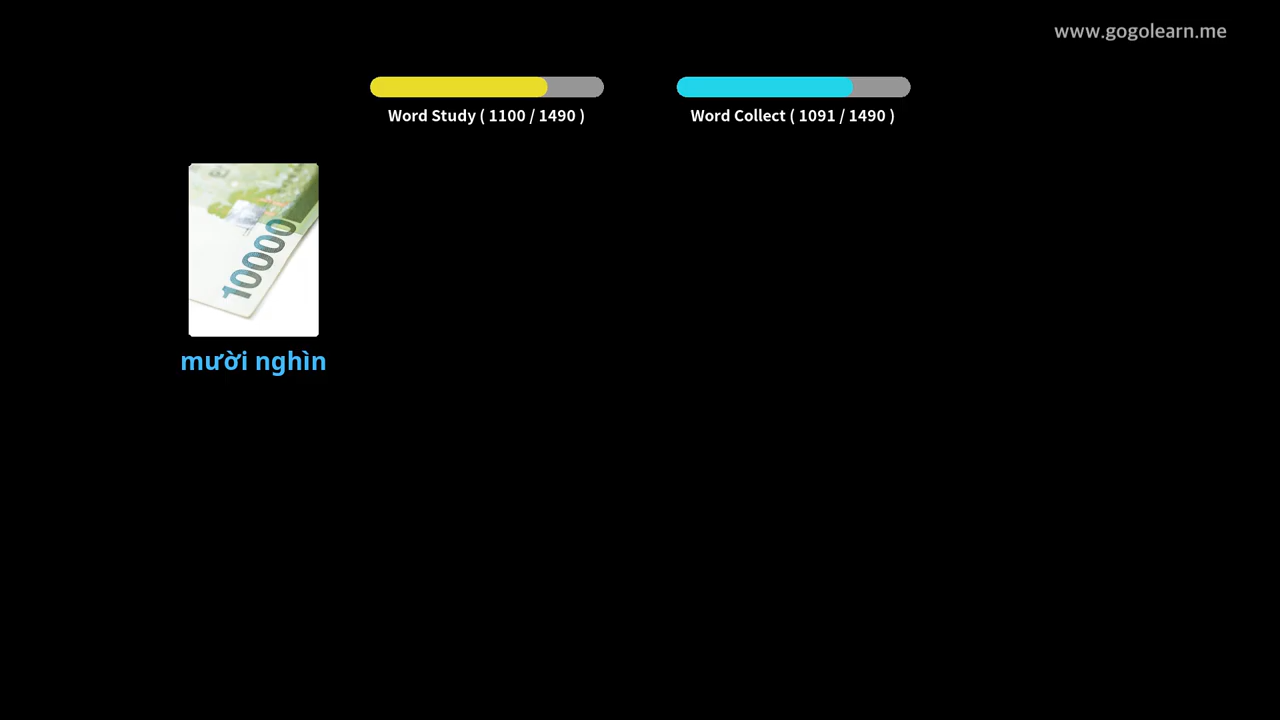 www.gogolearn.me
Word Study ( 1100 / 1490 )
Word Collect ( 1091 / 1490 )
10000
mười nghìn